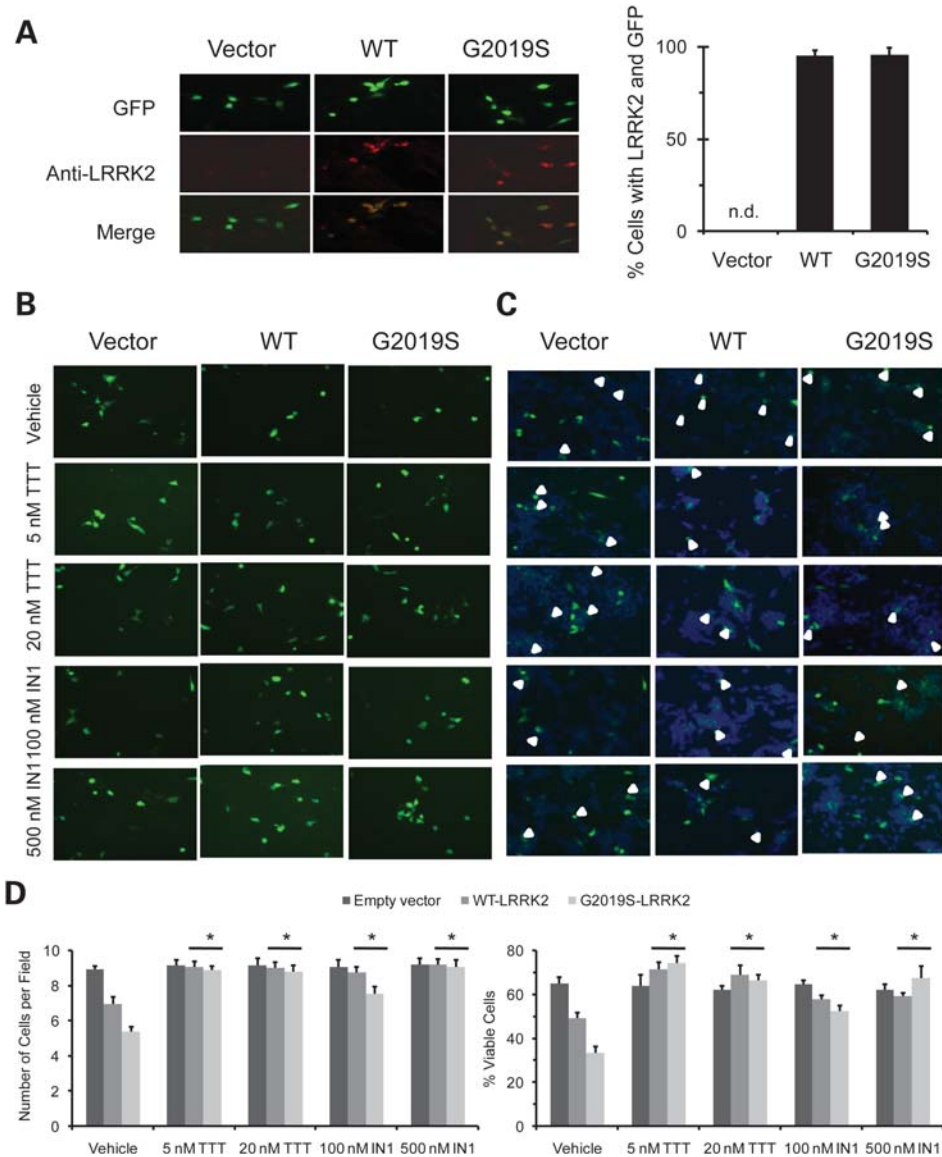 A
Vector WT G2019S
GFP
Anti-LRRK2
Merge
% Cells with LRRK2 and GFP
100
50
0
n.d.
Vector WT G2019S
B
Vector WT G2019S
Vehicle
5 nM TTT
20 nM TTT
100 nM IN1
500 nM IN1
C
Vector WT G2019S
D
Empty vector WT-LRRK2 G2019S-LRRK2
Number of Cells per Field
10
8
6
4
2
0
* * * *
Vehicle 5 nM TTT 20 nM TTT 100 nM IN1 500 nM IN1
% Viable Cells
80
60
40
20
0
* * * *
Vehicle 5 nM TTT 20 nM TTT 100 nM IN1 500 nM IN1